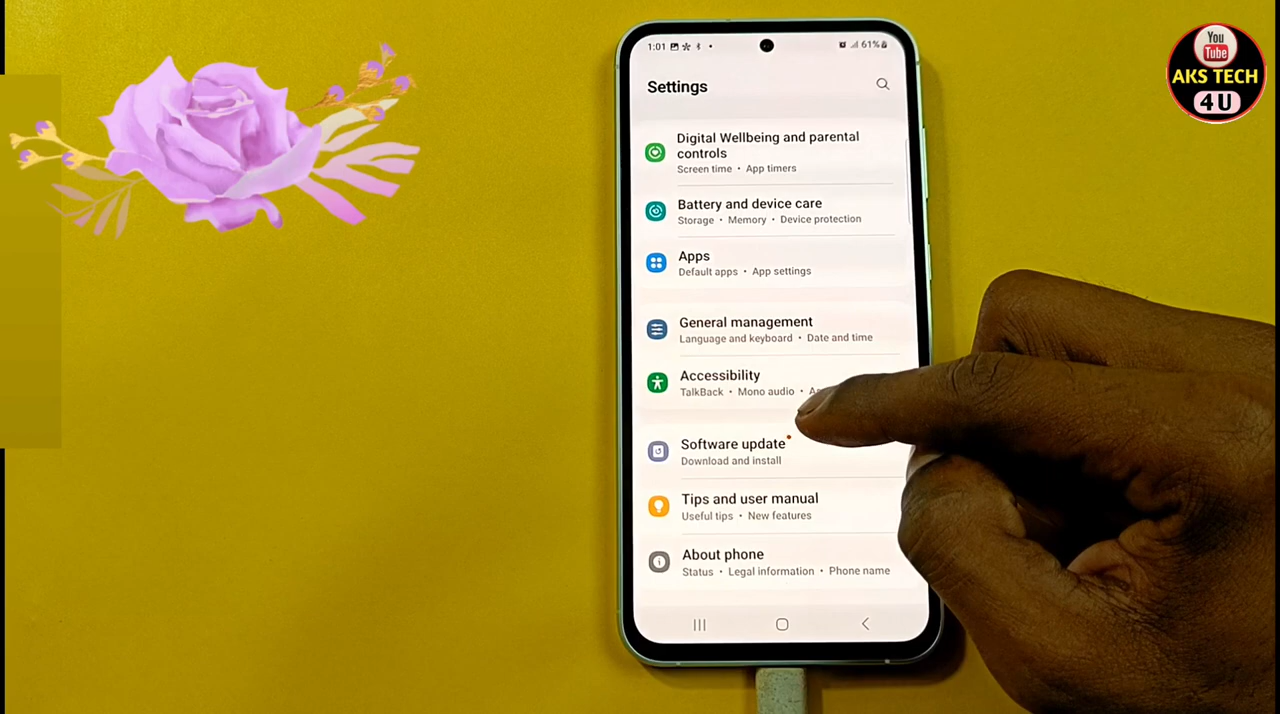 1:01
61%
Settings
Digital Wellbeing and parental
controls
Screen time • App timers
Battery and device care
Storage • Memory • Device protection
Apps
Default apps • App settings
General management
Language and keyboard • Date and time
Accessibility
TalkBack • Mono audio •
Software update
Download and install
Tips and user manual
Useful tips • New features
About phone
Status • Legal information • Phone name
You
Tube
AKS TECH
4U